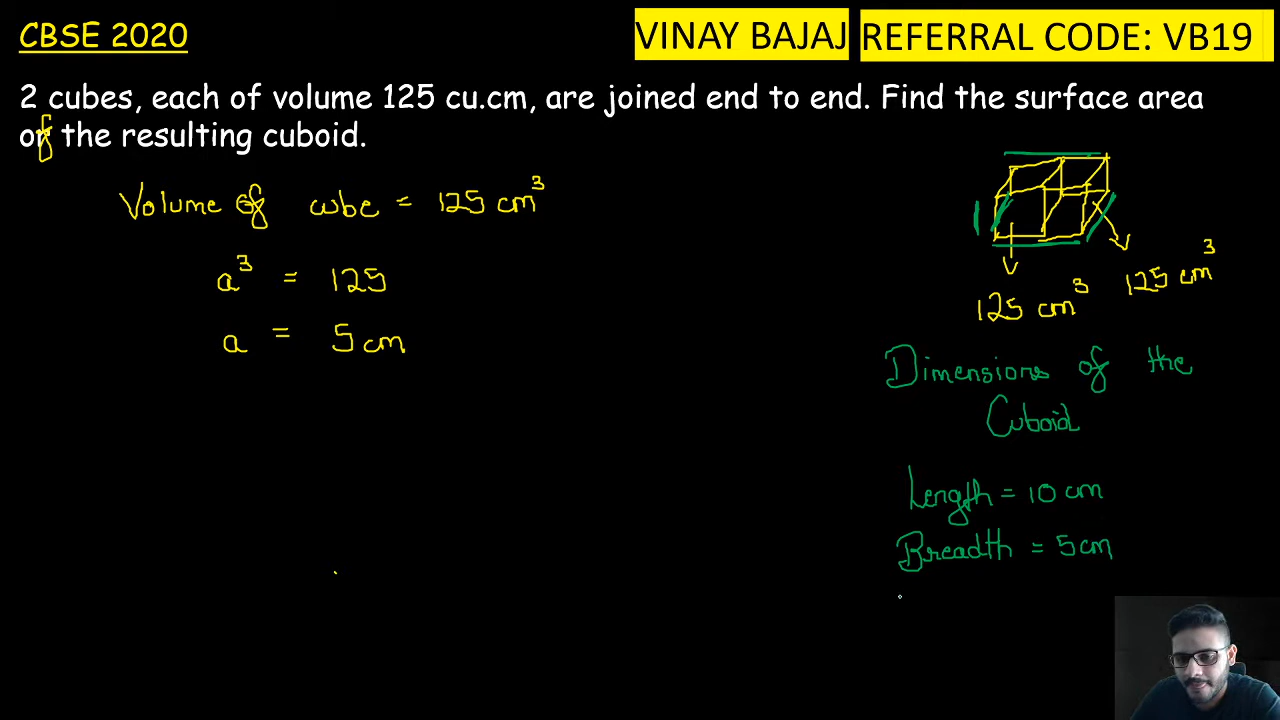 CBSE 2020
VINAY BAJAJ
REFERRAL CODE: VB19
2 cubes, each of volume 125 cu.cm, are joined end to end. Find the surface area
of the resulting cuboid.
Volume of cube = 125 cm³
a³ = 125
a = 5 cm
125 cm³
125 cm³
Dimensions of the
Cuboid
Length = 10 cm
Breadth = 5 cm